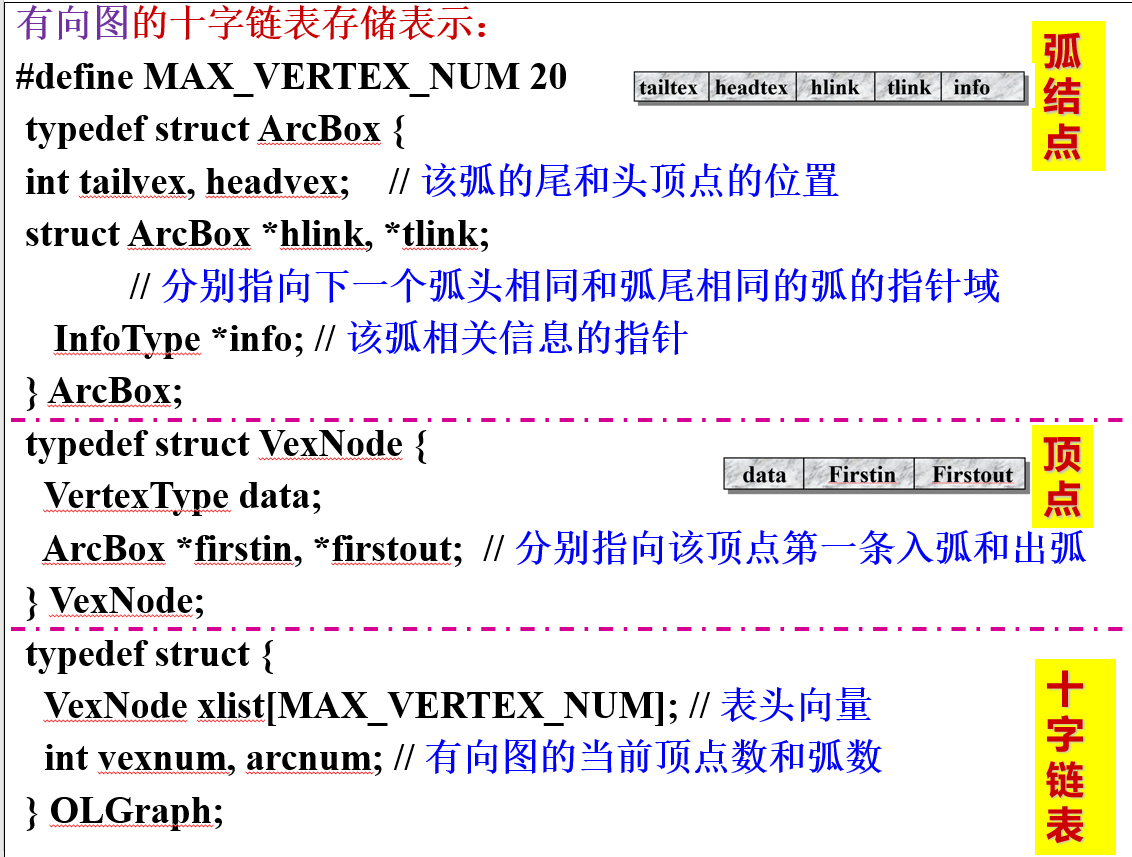 有向图的十字链表存储表示：
#define MAX_VERTEX_NUM 20
tailtex headtex hlink tlink info
弧结点
typedef struct ArcBox {
int tailvex, headvex; // 该弧的尾和头顶点的位置
struct ArcBox *hlink, *tlink;
// 分别指向下一个弧头相同和弧尾相同的弧的指针域
InfoType *info; // 该弧相关信息的指针
} ArcBox;
typedef struct VexNode {
data Firstin Firstout
顶点
VertexType data;
ArcBox *firstin, *firstout; // 分别指向该顶点第一条入弧和出弧
} VexNode;
typedef struct {
VexNode xlist[MAX_VERTEX_NUM]; // 表头向量
int vexnum, arcnum; // 有向图的当前顶点数和弧数
} OLGraph;
十字链表